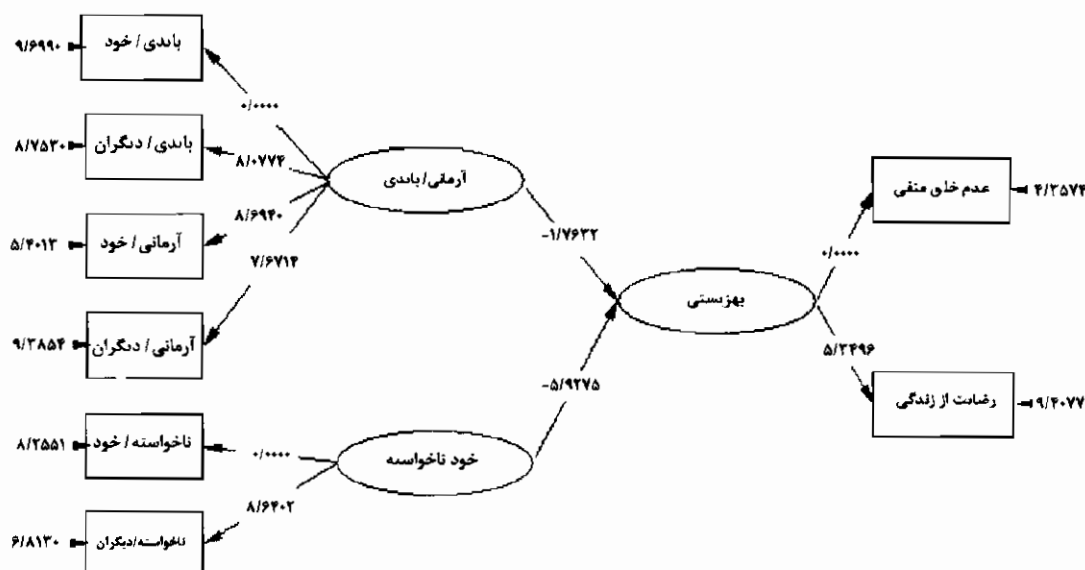 بایدی / خود
۹/۶۹۹۰
۰/۰۰۰۰
بایدی / دیگران
۸/۷۵۳۰
۸/۰۷۷۴
آرمانی/ بایدی
آرمانی / خود
۵/۴۰۱۳
۸/۶۹۴۰
۷/۶۷۱۴
آرمانی / دیگران
۹/۳۸۵۴
-۱/۷۶۳۲
بهزیستی
عدم خلق منفی
۴/۳۵۷۴
۰/۰۰۰۰
۵/۳۴۹۶
رضایت از زندگی
۹/۴۰۷۷
-۵/۹۲۷۵
ناخواسته / خود
۸/۲۵۵۱
۰/۰۰۰۰
خود ناخواسته
۸/۶۴۰۲
ناخواسته/دیگران
۶/۸۱۳۰